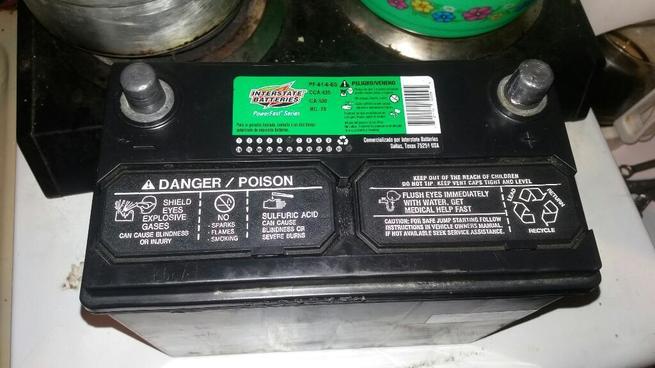 INTERSTATE
BATTERIES
PowerFast Series
CCA
PELIGRO/VENENO
Comercializado por Interstate Batteries
Dallas, Texas 75251 USA
DANGER / POISON
SHIELD
EYES
EXPLOSIVE
GASES
CAN CAUSE BLINDNESS
OR INJURY
NO
• SPARKS
• FLAMES
• SMOKING
SULFURIC ACID
CAN CAUSE
BLINDNESS OR
SEVERE BURNS
KEEP OUT OF THE REACH OF CHILDREN
DO NOT TIP. KEEP VENT CAPS TIGHT AND LEVEL
FLUSH EYES IMMEDIATELY
WITH WATER, GET
MEDICAL HELP FAST
CAUTION: FOR SAFE JUMP STARTING FOLLOW
INSTRUCTIONS IN VEHICLE OWNERS MANUAL.
IF NOT AVAILABLE SEEK SERVICE ASSISTANCE.
LEAD
RETURN
RECYCLE